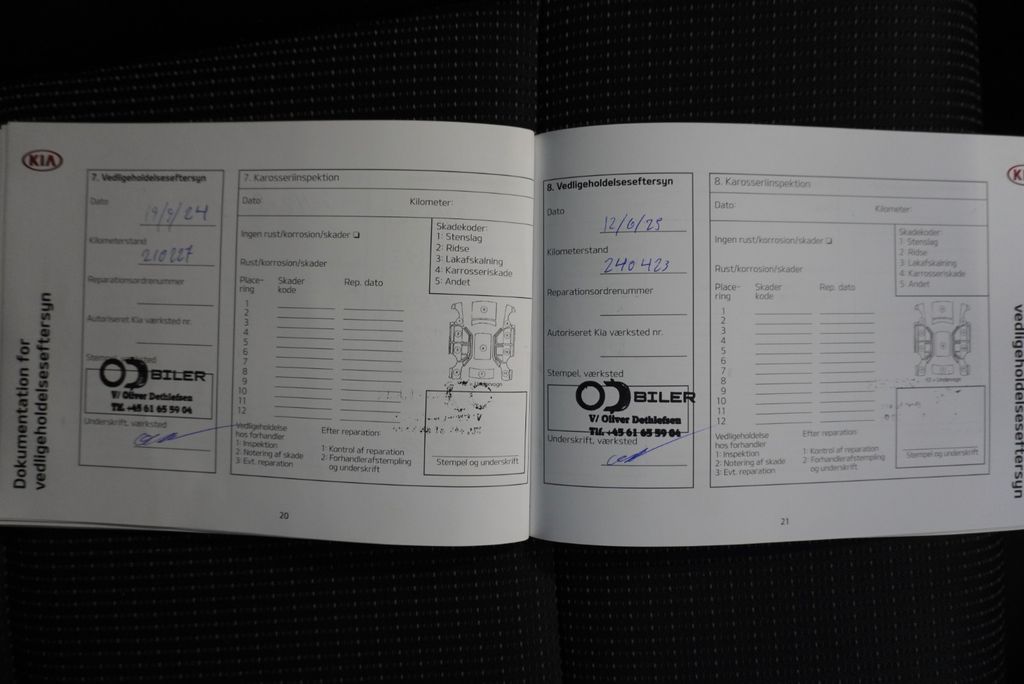 KIA
Dokumentation for
vedligeholdelseseftersyn
7. Vedligeholdelseseftersyn
Dato
19/9/24
Kilometerstand
210227
Reparationsordrenummer
Autoriseret Kia værksted nr.
Stempel, værksted
OD BILER
V/ Oliver Dethlefsen
Tlf. +45 61 65 59 04
Underskrift, værksted
7. Karosseriinspektion
Dato:
Kilometer:
Ingen rust/korrosion/skader
Rust/korrosion/skader
Skadekoder:
1: Stenslag
2: Ridse
3: Lakafskalning
4: Karrosseriskade
5: Andet
Place-
ring
Skader
kode
Rep. dato
1
2
3
4
5
6
7
8
9
10
11
12
Vedligeholdelse
hos forhandler
1: Inspektion
2: Notering af skade
3: Evt. reparation
Efter reparation:
1: Kontrol af reparation
2: Forhandlerafstempling
og underskrift
Stempel og underskrift
20
8. Vedligeholdelseseftersyn
Dato
12/6/25
Kilometerstand
240423
Reparationsordrenummer
Autoriseret Kia værksted nr.
Stempel, værksted
OD BILER
V/ Oliver Dethlefsen
Tlf. +45 61 65 59 04
Underskrift, værksted
8. Karosseriinspektion
Dato:
Kilometer:
Ingen rust/korrosion/skader
Rust/korrosion/skader
Skadekoder:
1: Stenslag
2: Ridse
3: Lakafskalning
4: Karrosseriskade
5: Andet
Place-
ring
Skader
kode
Rep. dato
1
2
3
4
5
6
7
8
9
10
11
12
13 = Undervogn
Vedligeholdelse
hos forhandler
1: Inspektion
2: Notering af skade
3: Evt. reparation
Efter reparation:
1: Kontrol af reparation
2: Forhandlerafstempling
og underskrift
Stempel og underskrift
21
vedligeholdelseseftersyn